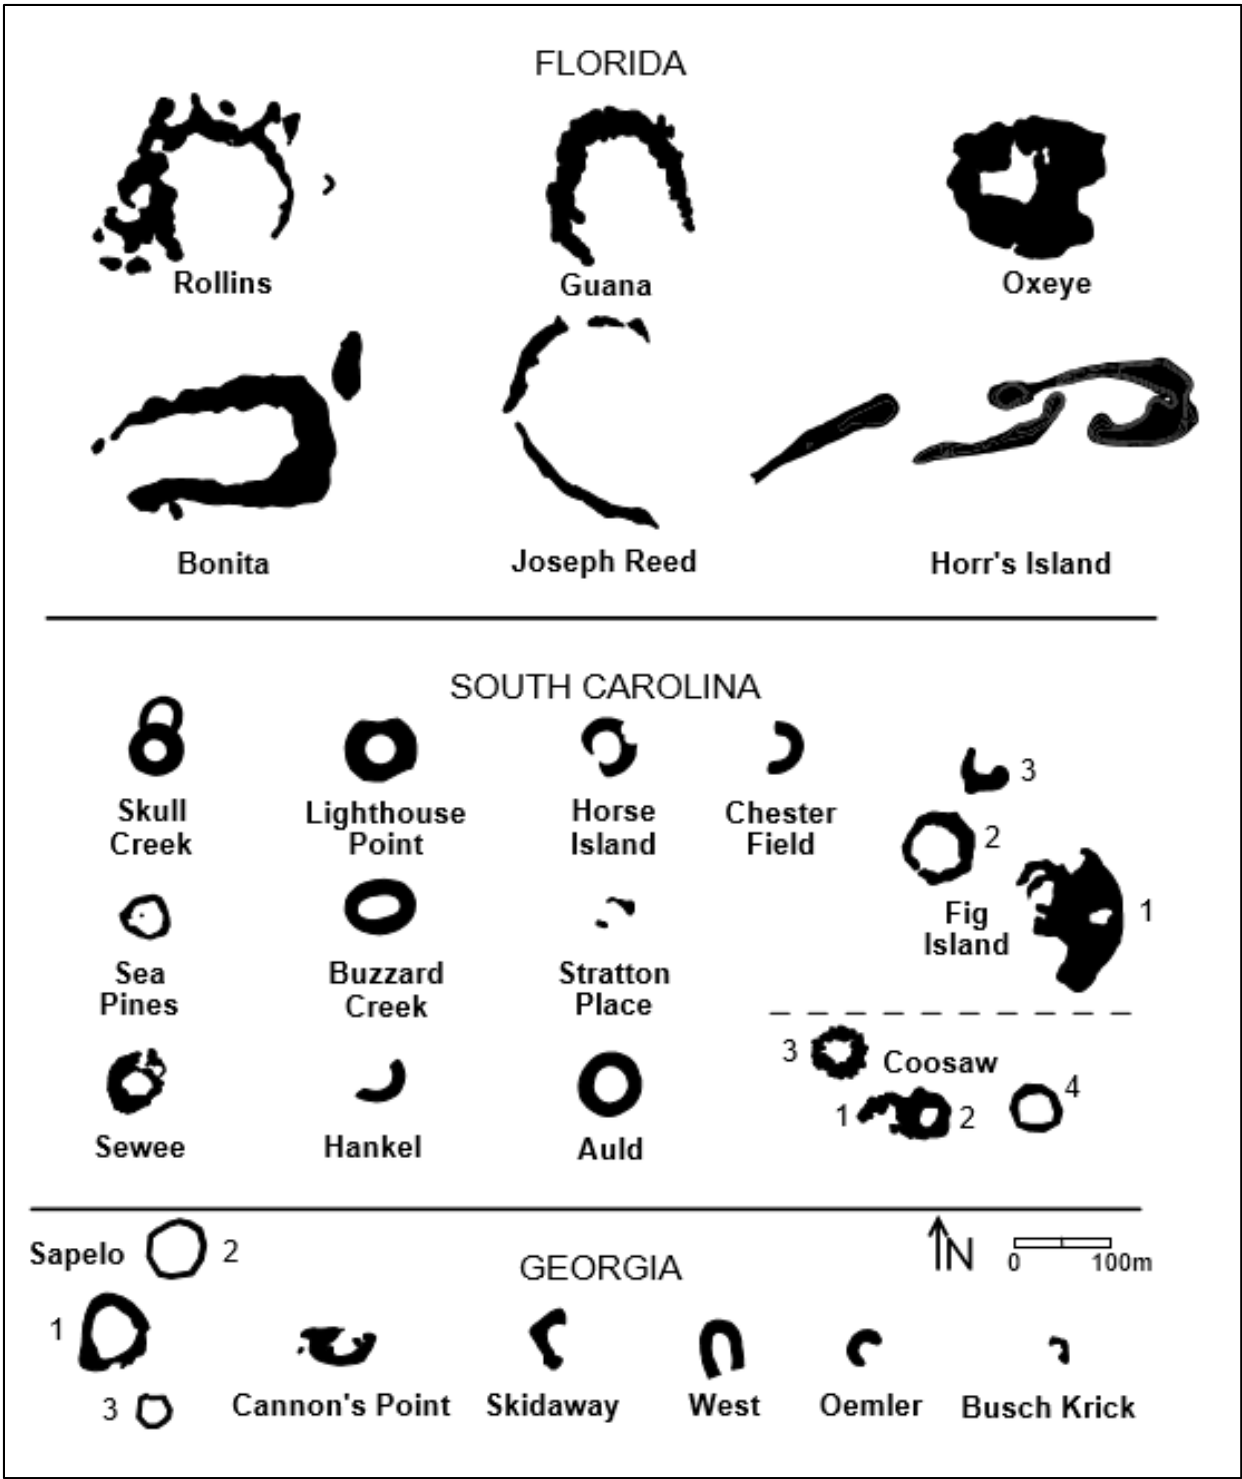 FLORIDA
Rollins
Guana
Oxeye
Bonita
Joseph Reed
Horr's Island
SOUTH CAROLINA
Skull
Creek
Lighthouse
Point
Horse
Island
Chester
Field
3
2
Fig
Island
1
Sea
Pines
Buzzard
Creek
Stratton
Place
3
Coosaw
4
1
2
Sewee
Hankel
Auld
Sapelo
2
GEORGIA
N
0
100m
1
3
Cannon's Point
Skidaway
West
Oemler
Busch Krick